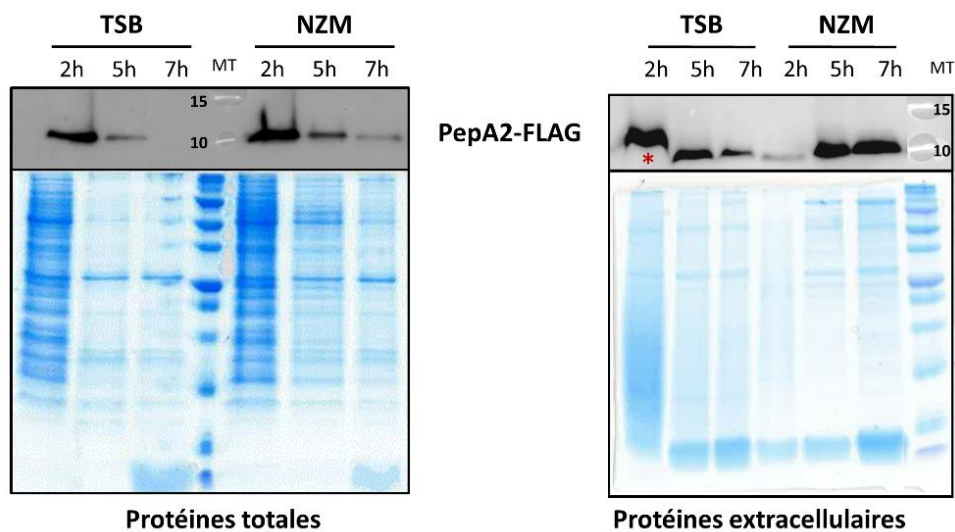 TSB NZM
2h 5h 7h MT 2h 5h 7h
15
10
PepA2-FLAG
TSB NZM
2h 5h 7h 2h 5h 7h MT
15
10
*
Protéines totales
Protéines extracellulaires